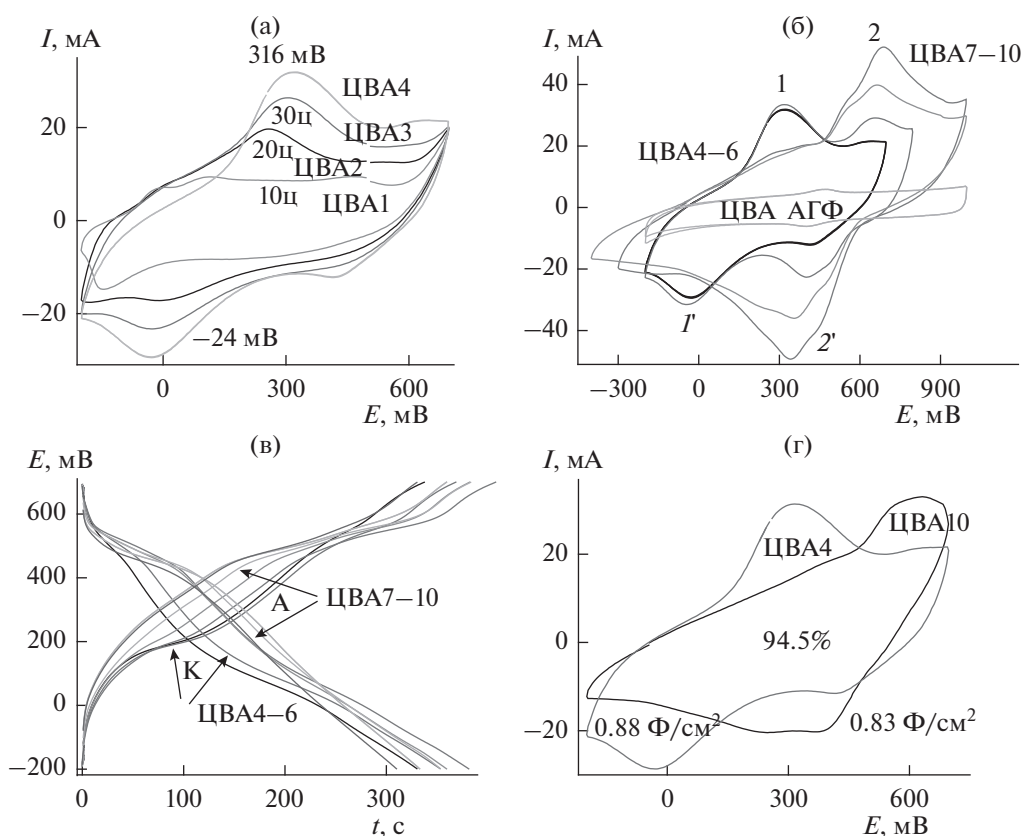 (а)
I, мА
316 мВ
ЦВА4
30ц
ЦВА3
20
20ц
ЦВА2
10ц
ЦВА1
0
−20
−24 мВ
0
300
600
E, мВ
(б)
I, мА
2
ЦВА7−10
40
1
20
ЦВА4−6
0
ЦВА АГФ
−20
1'
2'
−40
−300
0
300
600
900
E, мВ
(в)
E, мВ
600
400
ЦВА7−10
А
200
К
ЦВА4−6
0
−200
0
100
200
300
t, с
(г)
I, мА
ЦВА10
20
ЦВА4
0
94.5%
0.88 Ф/см²
0.83 Ф/см²
−20
0
300
600
E, мВ